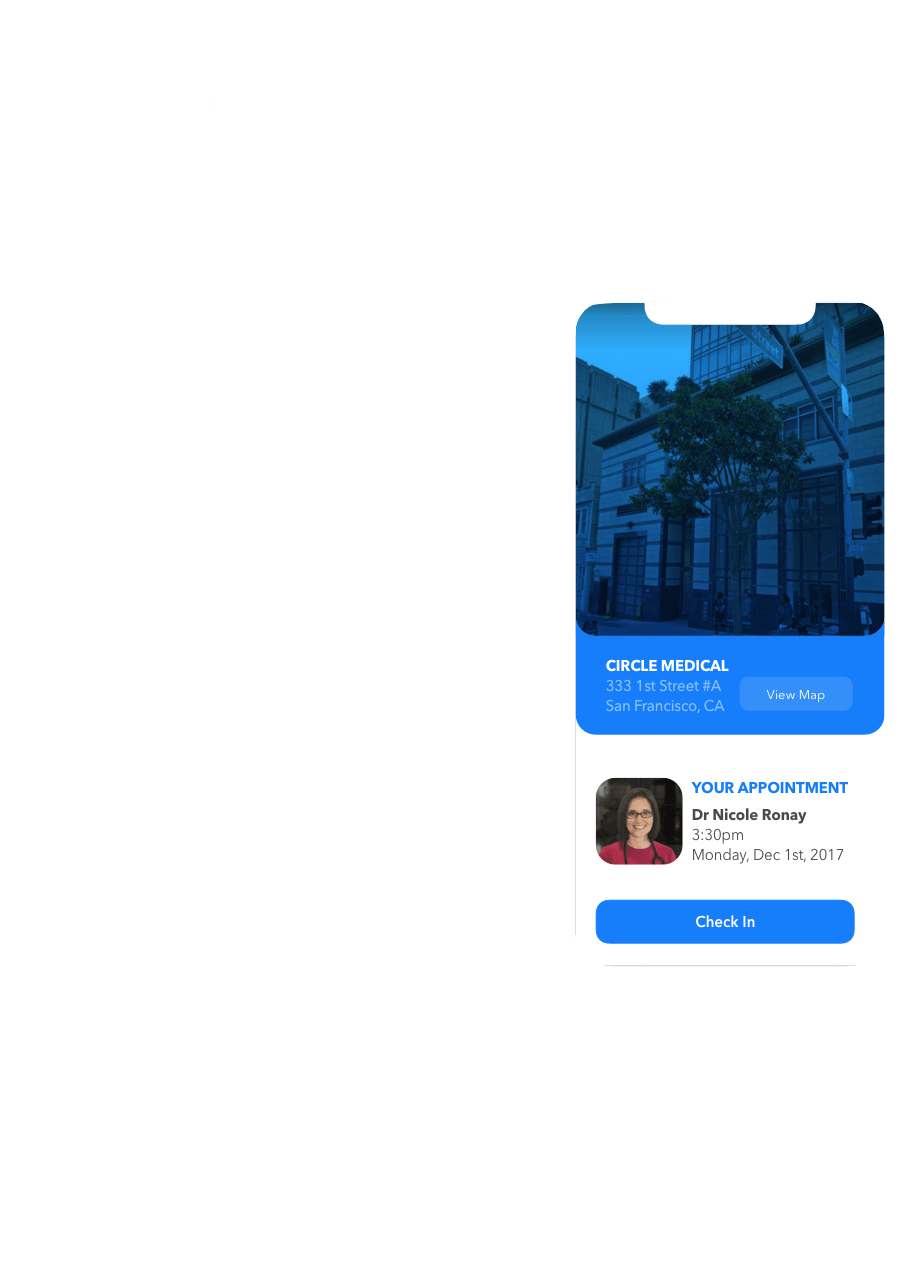 Street
CIRCLE MEDICAL
333 1st Street #A
San Francisco, CA
View Map
YOUR APPOINTMENT
Dr Nicole Ronay
3:30pm
Monday, Dec 1st, 2017
Check In